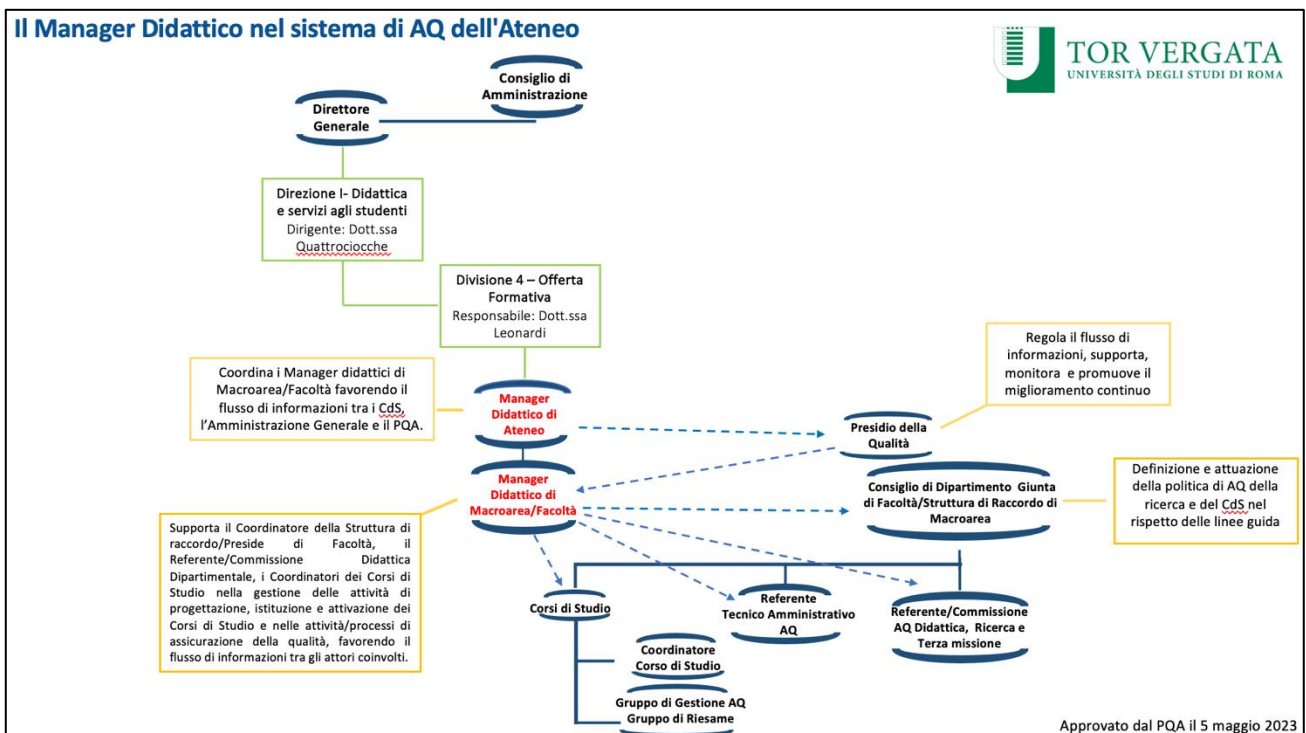 Il Manager Didattico nel sistema di AQ dell'Ateneo
TOR VERGATA
UNIVERSITÀ DEGLI STUDI DI ROMA
Consiglio di
Amministrazione
Direttore
Generale
Direzione I- Didattica
e servizi agli studenti
Dirigente: Dott.ssa
Quattrociocche
Divisione 4 – Offerta
Formativa
Responsabile: Dott.ssa
Leonardi
Regola il flusso di
informazioni, supporta,
monitora e promuove il
miglioramento continuo
Coordina i Manager didattici di
Macroarea/Facoltà favorendo il
flusso di informazioni tra i CdS,
l'Amministrazione Generale e il PQA.
Manager
Didattico di
Ateneo
Presidio della
Qualità
Manager
Didattico di
Macroarea/Facoltà
Consiglio di Dipartimento Giunta
di Facoltà/Struttura di Raccordo di
Macroarea
Definizione e attuazione
della politica di AQ della
ricerca e del CdS nel
rispetto delle linee guida
Supporta il Coordinatore della Struttura di
raccordo/Preside di Facoltà, il
Referente/Commissione Didattica
Dipartimentale, i Coordinatori dei Corsi di
Studio nella gestione delle attività di
progettazione, istituzione e attivazione dei
Corsi di Studio e nelle attività/processi di
assicurazione della qualità, favorendo il
flusso di informazioni tra gli attori coinvolti.
Corsi di Studio
Referente
Tecnico Amministrativo
AQ
Referente/Commissione
AQ Didattica, Ricerca e
Terza missione
Coordinatore
Corso di Studio
Gruppo di Gestione AQ
Gruppo di Riesame
Approvato dal PQA il 5 maggio 2023